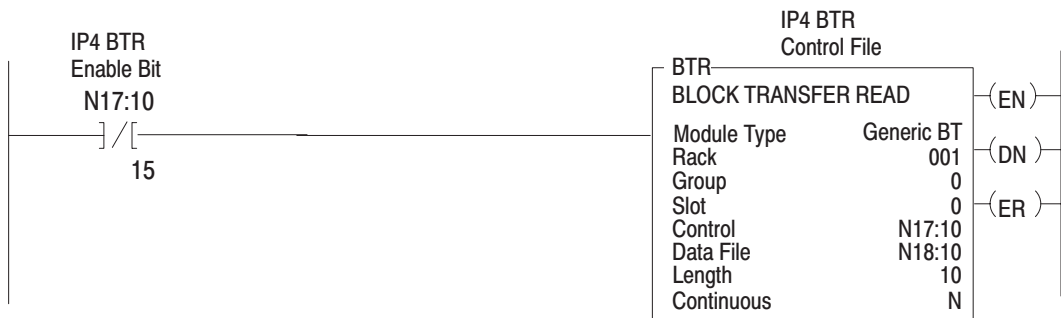 IP4 BTR
Enable Bit
N17:10
] / [
15
IP4 BTR
Control File
BTR
BLOCK TRANSFER READ
Module Type Generic BT
Rack 001
Group 0
Slot 0
Control N17:10
Data File N18:10
Length 10
Continuous N
(EN)
(DN)
(ER)